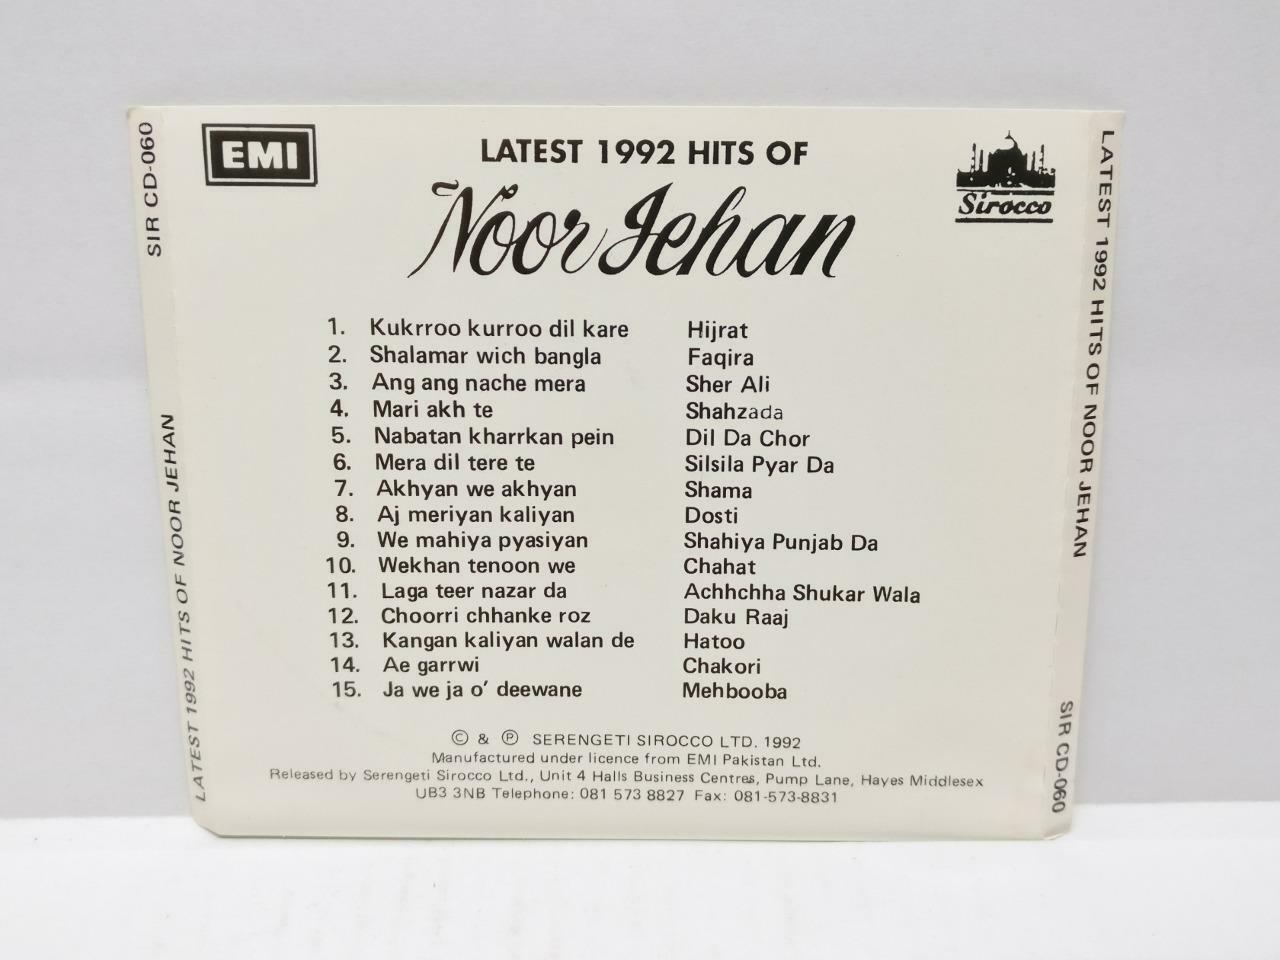 SIR CD-060
LATEST 1992 HITS OF NOOR JEHAN
EMI
LATEST 1992 HITS OF
Noor Jehan
Sirocco
1. Kukrroo kurroo dil kare Hijrat
2. Shalamar wich bangla Faqira
3. Ang ang nache mera Sher Ali
4. Mari akh te Shahzada
5. Nabatan kharrkan pein Dil Da Chor
6. Mera dil tere te Silsila Pyar Da
7. Akhyan we akhyan Shama
8. Aj meriyan kaliyan Dosti
9. We mahiya pyasiyan Shahiya Punjab Da
10. Wekhan tenoon we Chahat
11. Laga teer nazar da Achhchha Shukar Wala
12. Choorri chhanke roz Daku Raaj
13. Kangan kaliyan walan de Hatoo
14. Ae garrwi Chakori
15. Ja we ja o' deewane Mehbooba
© & ℗ SERENGETI SIROCCO LTD. 1992
Manufactured under licence from EMI Pakistan Ltd.
Released by Serengeti Sirocco Ltd., Unit 4 Halls Business Centres, Pump Lane, Hayes Middlesex
UB3 3NB Telephone: 081 573 8827 Fax: 081-573-8831
LATEST 1992 HITS OF NOOR JEHAN
SIR CD-060